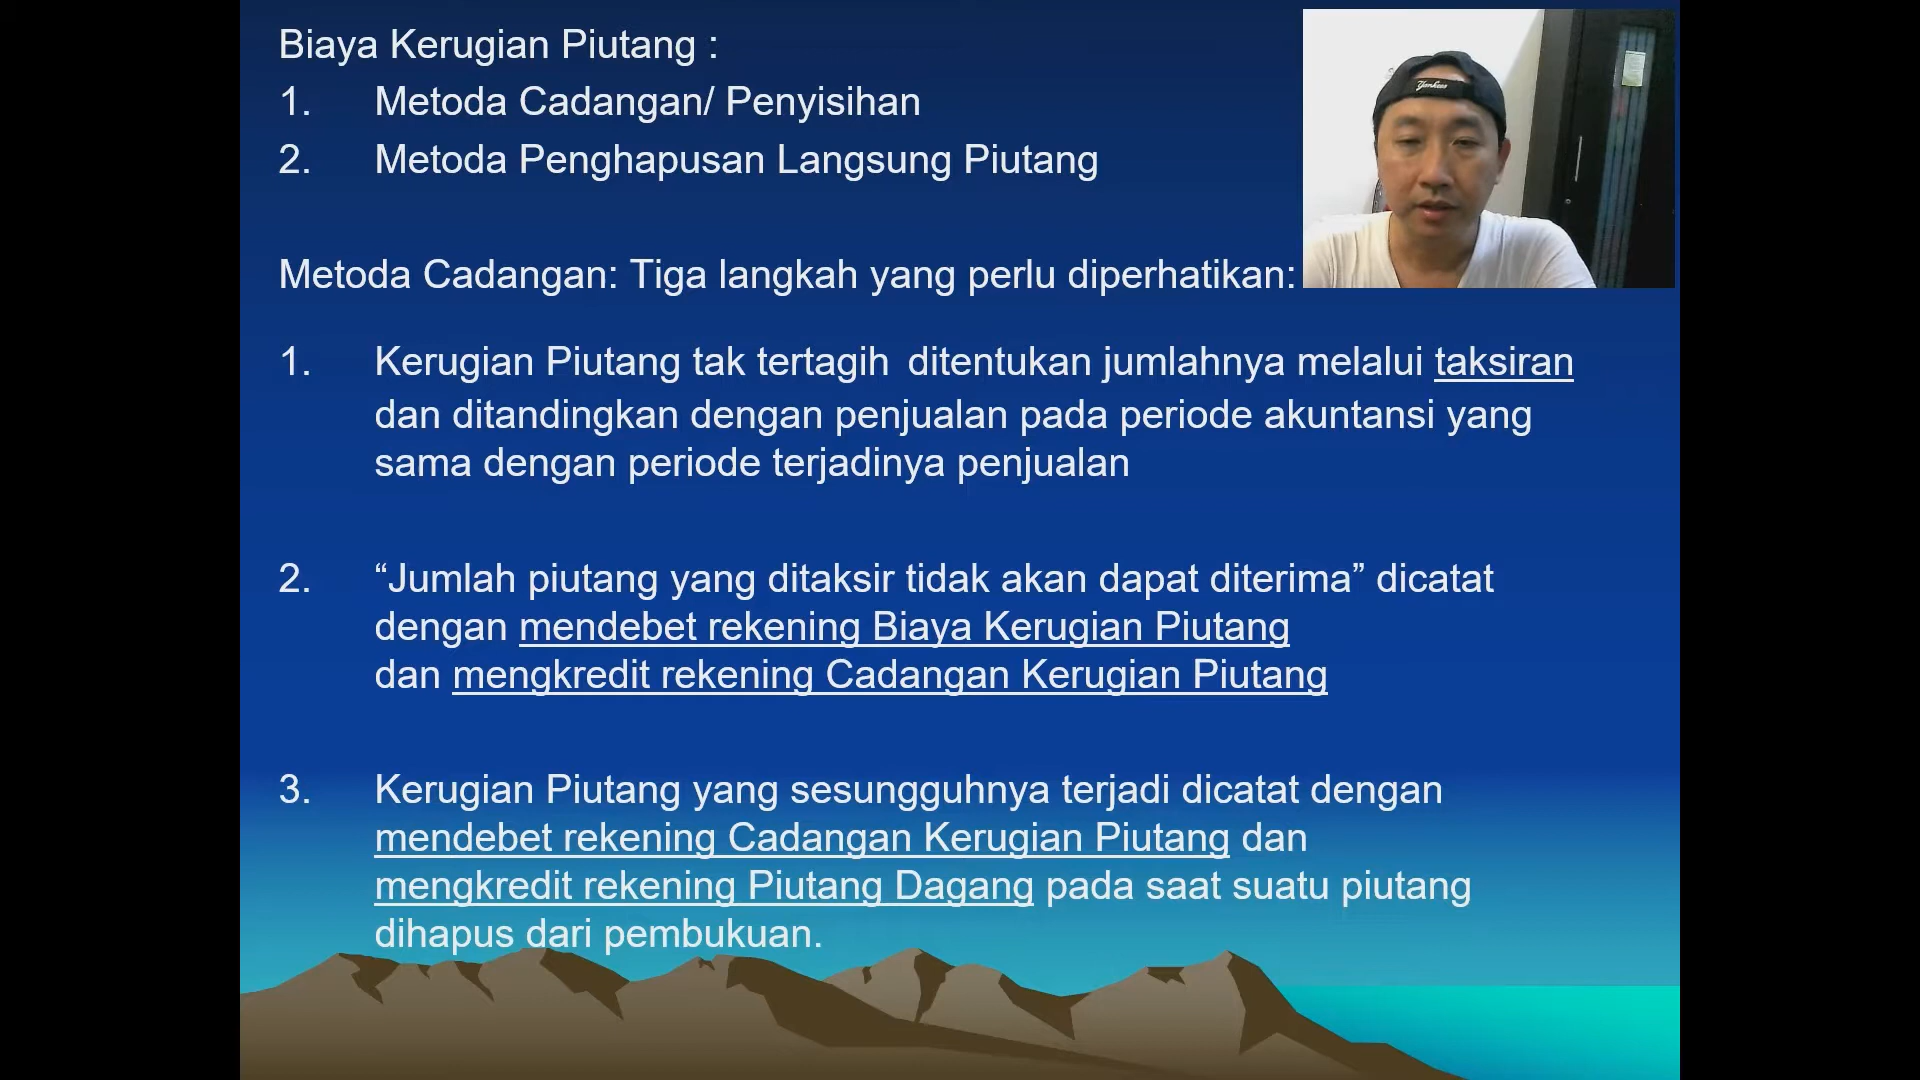 Biaya Kerugian Piutang :
1. Metoda Cadangan/ Penyisihan
2. Metoda Penghapusan Langsung Piutang
Metoda Cadangan: Tiga langkah yang perlu diperhatikan:
1. Kerugian Piutang tak tertagih ditentukan jumlahnya melalui taksiran
dan ditandingkan dengan penjualan pada periode akuntansi yang
sama dengan periode terjadinya penjualan
2. “Jumlah piutang yang ditaksir tidak akan dapat diterima” dicatat
dengan mendebet rekening Biaya Kerugian Piutang
dan mengkredit rekening Cadangan Kerugian Piutang
3. Kerugian Piutang yang sesungguhnya terjadi dicatat dengan
mendebet rekening Cadangan Kerugian Piutang dan
mengkredit rekening Piutang Dagang pada saat suatu piutang
dihapus dari pembukuan.
Yankees